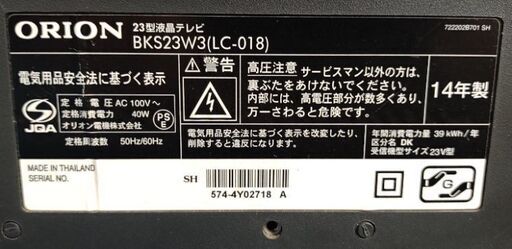 ORION
23型液晶テレビ
BKS23W3(LC-018)
722202B701 SH
電気用品安全法に基づく表示
JQA
定格電圧 AC 100V~
定格消費電力 40W
オリオン電機株式会社
定格周波数 50Hz/60Hz
PS
E
警告
高圧注意 サービスマン以外の方は、
裏ぶたをあけないでください。
内部には、高電圧部分が数多くあり、
万一さわると危険です。
電気用品安全法に基づく表示を改変したり、
削除すると違反になります。
14年製
年間消費電力量 39 kWh/年
区分名 DK
受信機型サイズ 23V型
MADE IN THAILAND
SERIAL NO.
SH
574-4Y02718 A
G